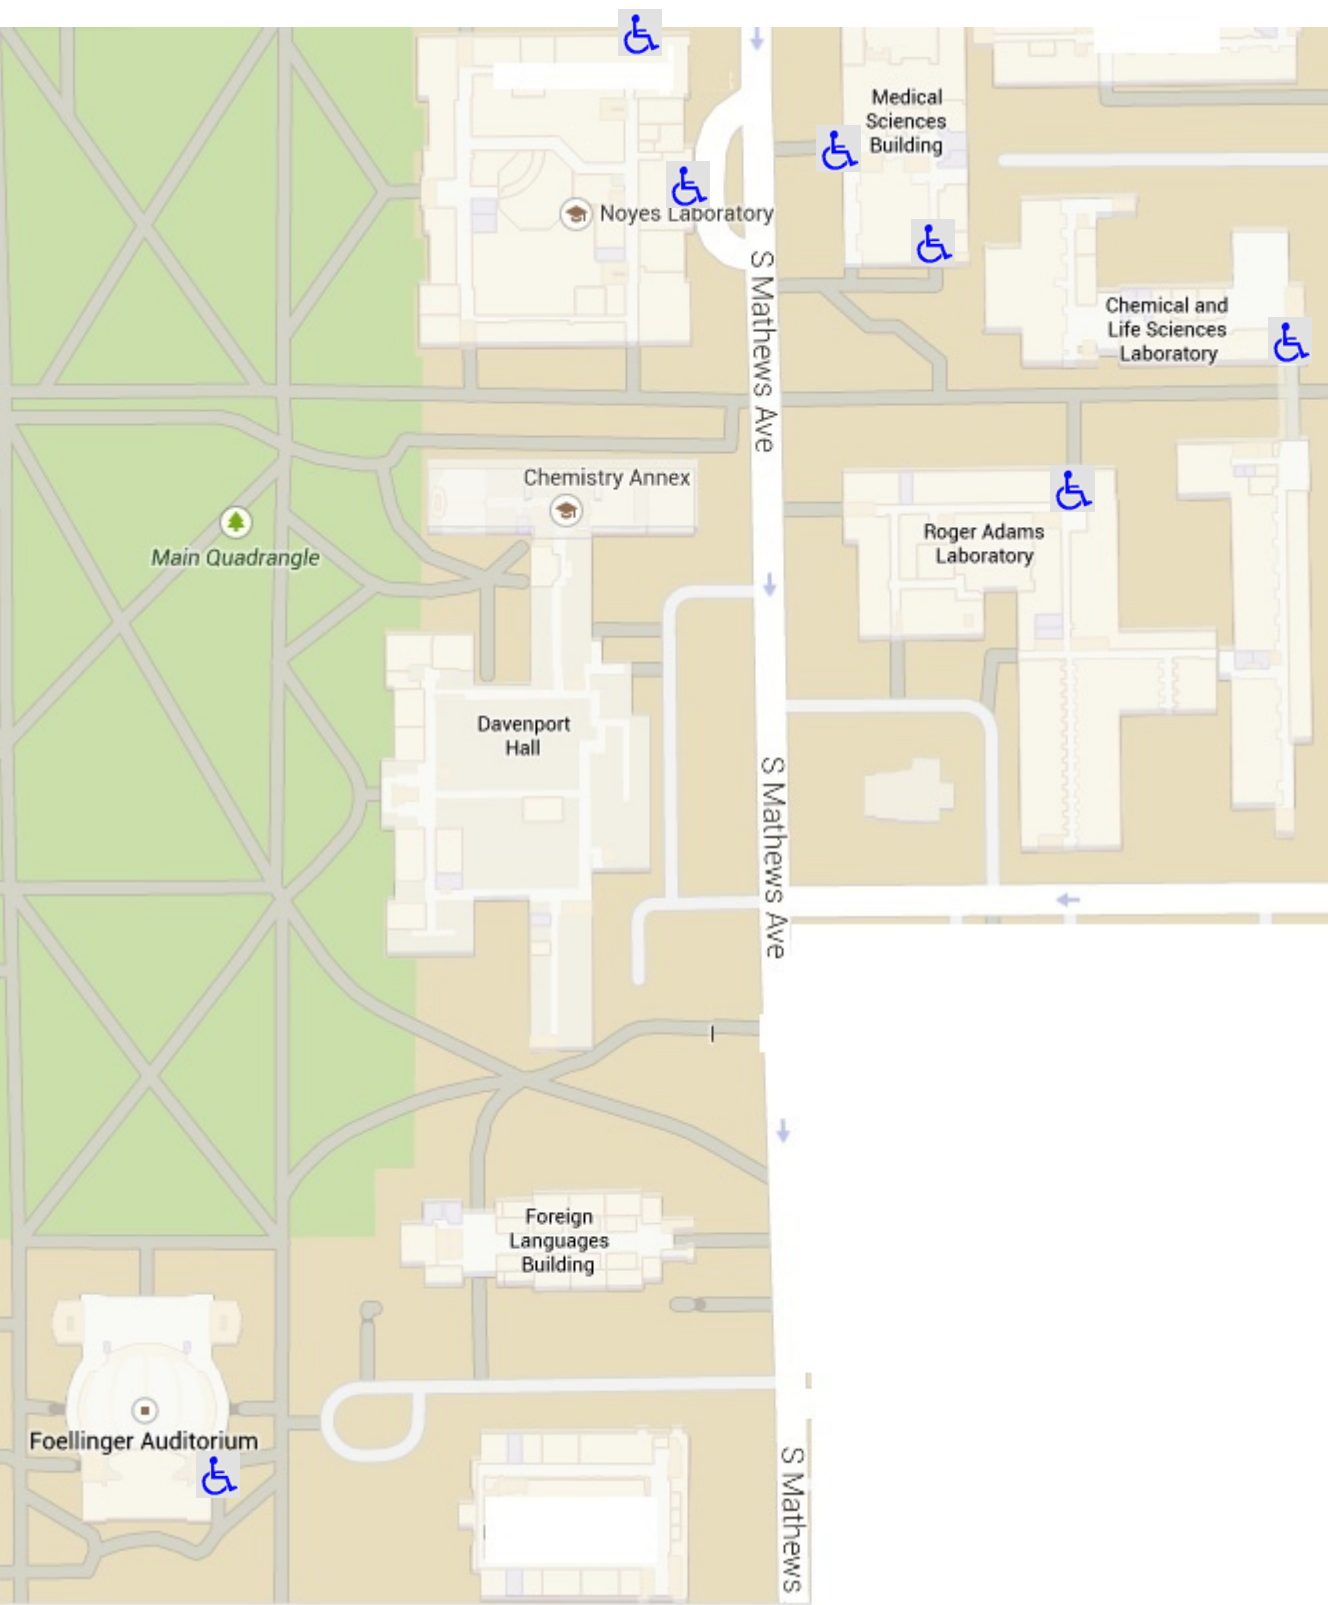 Medical
Sciences
Building
Noyes Laboratory
S Mathews Ave
Chemical and
Life Sciences
Laboratory
Chemistry Annex
Main Quadrangle
Roger Adams
Laboratory
Davenport
Hall
S Mathews Ave
Foreign
Languages
Building
Foellinger Auditorium
S Mathews